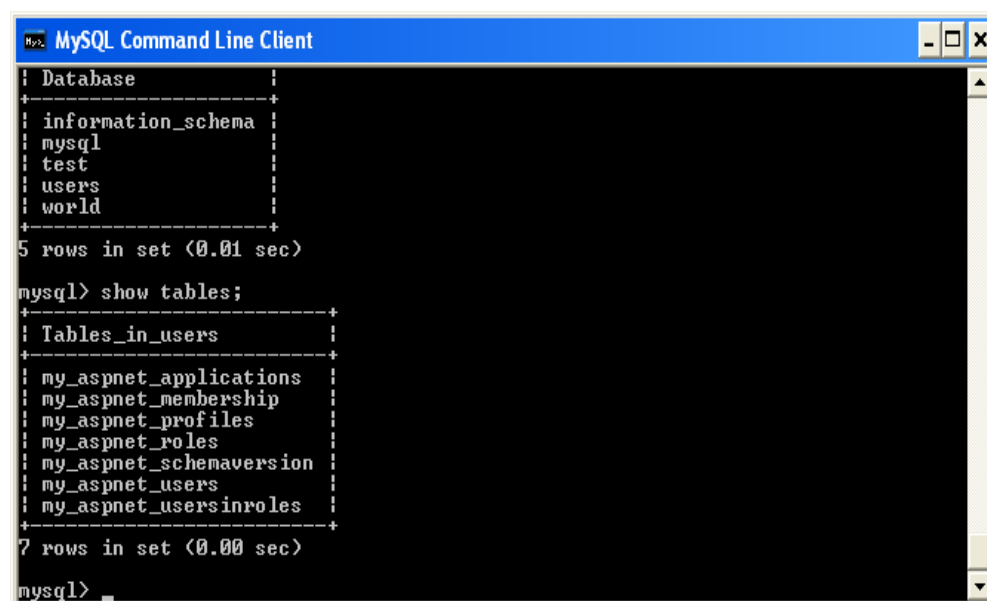 MySQL Command Line Client
| Database           |
+--------------------+
| information_schema |
| mysql              |
| test               |
| users              |
| world              |
+--------------------+
5 rows in set (0.01 sec)
mysql> show tables;
+-------------------------+
| Tables_in_users         |
+-------------------------+
| my_aspnet_applications  |
| my_aspnet_membership    |
| my_aspnet_profiles      |
| my_aspnet_roles         |
| my_aspnet_schemaversion |
| my_aspnet_users         |
| my_aspnet_usersinroles  |
+-------------------------+
7 rows in set (0.00 sec)
mysql> _